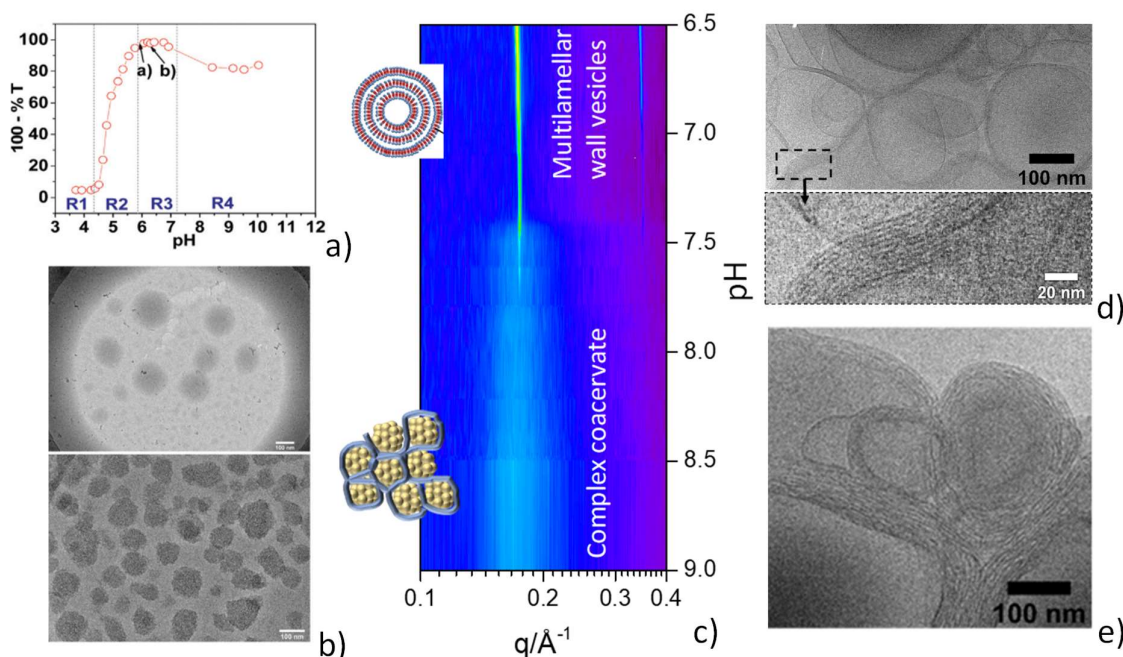 100 - % T
100
80
60
40
20
0
a)
b)
R1
R2
R3
R4
3 4 5 6 7 8 9 10 11 12
pH
a)
100 nm
100 nm
b)
Multilamellar
wall vesicles
Complex coacervate
6.5
7.0
7.5
8.0
8.5
9.0
pH
0.1
0.2
0.4
q/Å⁻¹
c)
100 nm
20 nm
d)
100 nm
e)